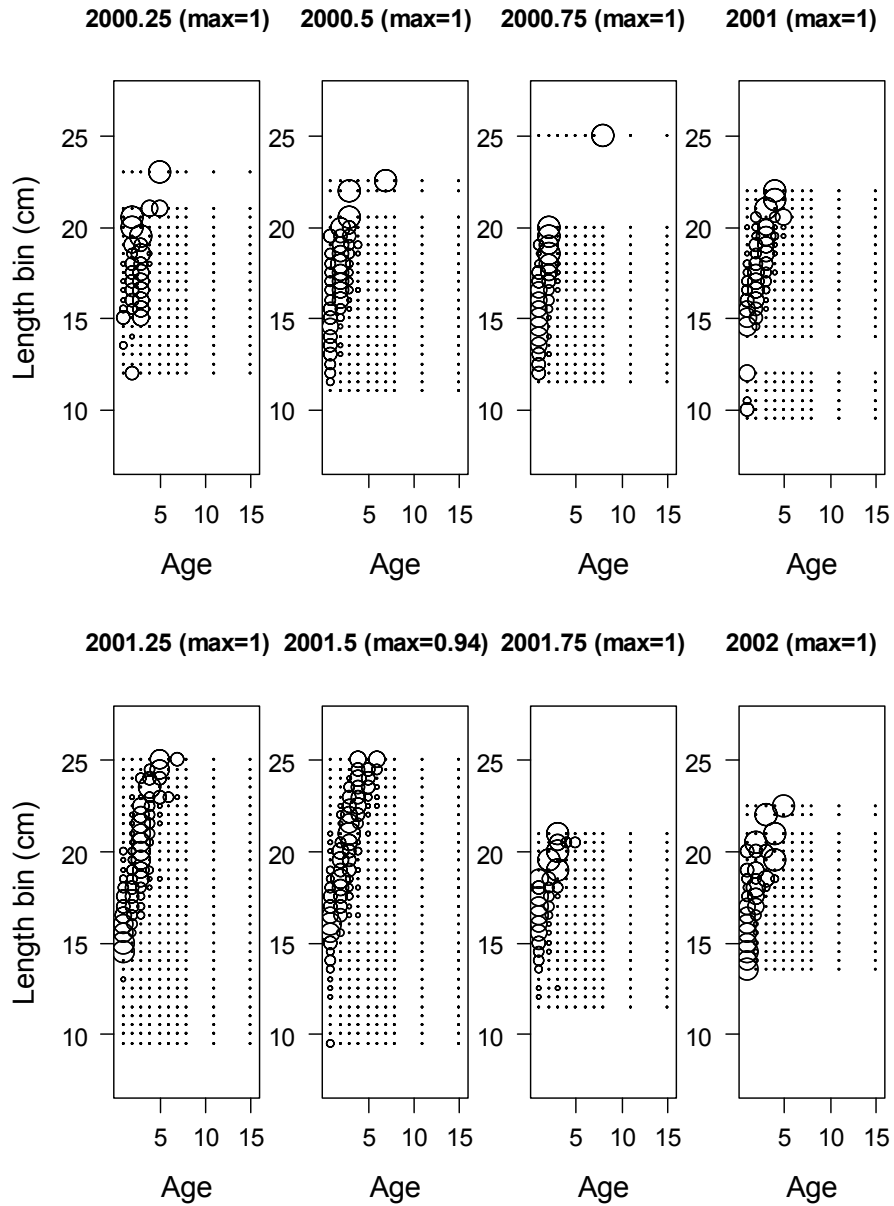 2000.25 (max=1) 2000.5 (max=1) 2000.75 (max=1) 2001 (max=1)
Length bin (cm)
25 25 25 25
20 20 20 20
15 15 15 15
10 10 10 10
5 10 15 5 10 15 5 10 15 5 10 15
Age Age Age Age
2001.25 (max=1) 2001.5 (max=0.94) 2001.75 (max=1) 2002 (max=1)
Length bin (cm)
25 25 25 25
20 20 20 20
15 15 15 15
10 10 10 10
5 10 15 5 10 15 5 10 15 5 10 15
Age Age Age Age